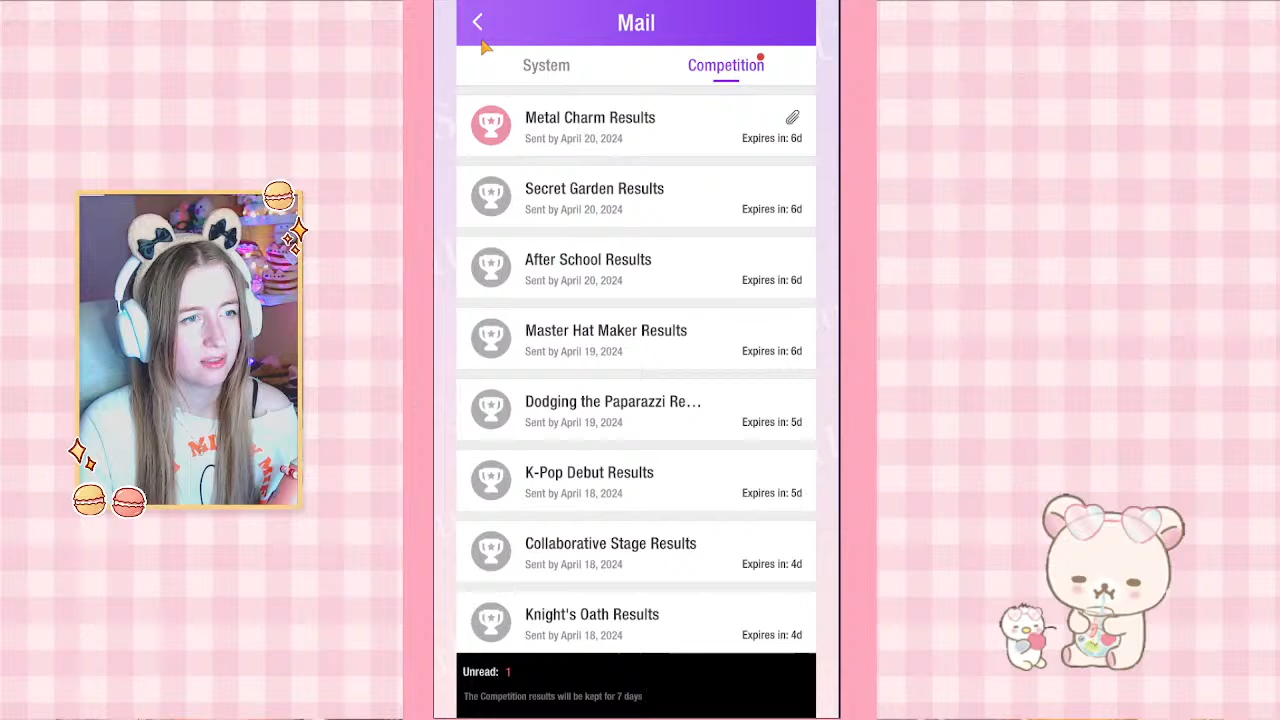 Mail
System
Competition
Metal Charm Results
Sent by April 20, 2024
Expires in: 6d
Secret Garden Results
Sent by April 20, 2024
Expires in: 6d
After School Results
Sent by April 20, 2024
Expires in: 6d
Master Hat Maker Results
Sent by April 19, 2024
Expires in: 6d
Dodging the Paparazzi Re...
Sent by April 19, 2024
Expires in: 5d
K-Pop Debut Results
Sent by April 18, 2024
Expires in: 5d
Collaborative Stage Results
Sent by April 18, 2024
Expires in: 4d
Knight's Oath Results
Sent by April 18, 2024
Expires in: 4d
Unread: 1
The Competition results will be kept for 7 days